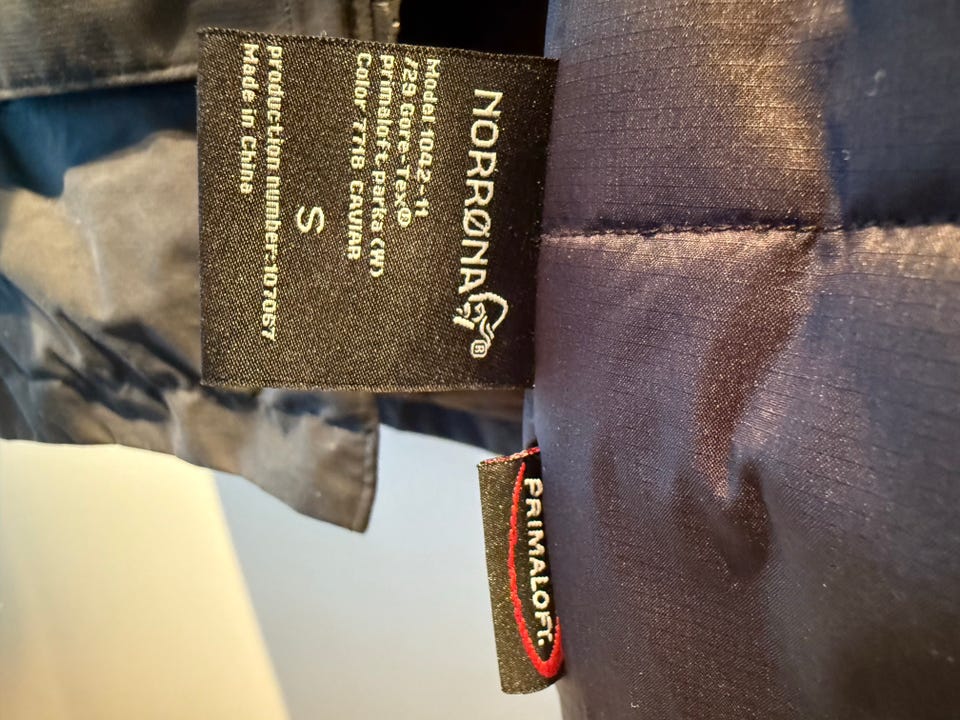 NORRØNA®
Model 1042-11
/29 Gore-Tex®
Primaloft parka (W)
Color 7718 CAVIAR
S
Production number:107067
Made in China
PRIMALOFT.